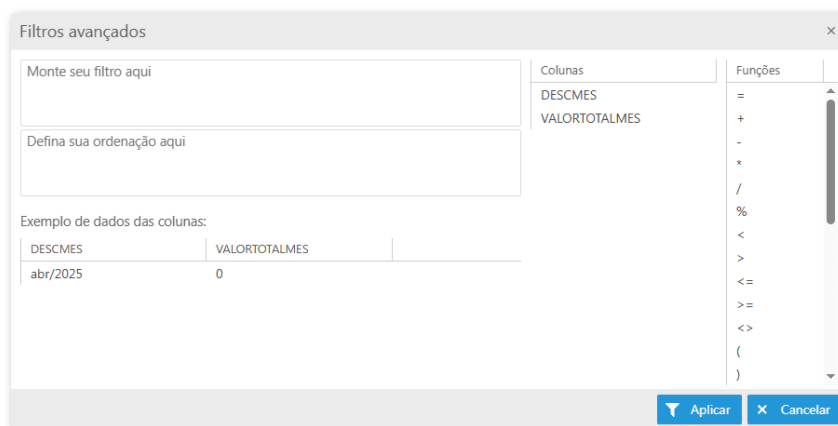 Filtros avançados
×
Monte seu filtro aqui
Defina sua ordenação aqui
Exemplo de dados das colunas:
DESCMES VALORTOTALMES
abr/2025 0
Colunas
DESCMES
VALORTOTALMES
Funções
=
+
-
*
/
%
<
>
<=
>=
<>
(
)
Aplicar
× Cancelar